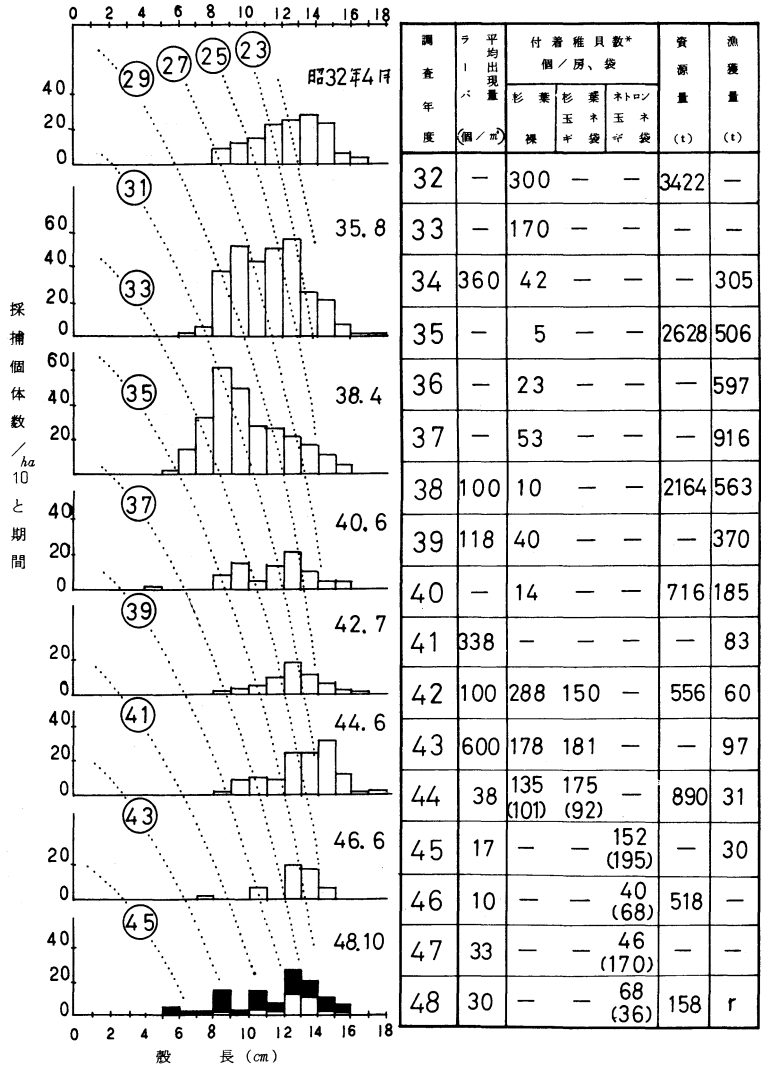 0 2 4 6 8 10 12 14 16 18
40
20
0
㉙ ㉗ ㉕ ㉓
昭32年4月
60
40
20
0
㉛
㉝
35.8
60
40
20
㉟
38.4
40
20
0
㊲
40.6
20
0
㊴
42.7
40
20
0
㊶
44.6
20
0
㊸
46.6
40
20
0
㊺
48.10
0 2 4 6 8 10 12 14 16 18
殻 長 (cm)
採捕個体数/ha 10と期間
調査年度 ラーバ平均出現量 (個/㎥) 付着稚貝数* 個/房、袋 資源量 (t) 漁獲量 (t)
杉葉裸 杉葉玉ネギ袋 ネトロン玉ネギ袋
32 — 300 — — 3422 —
33 — 170 — — — —
34 360 42 — — — 305
35 — 5 — — 2628 506
36 — 23 — — — 597
37 — 53 — — — 916
38 100 10 — — 2164 563
39 118 40 — — — 370
40 — 14 — — 716 185
41 338 — — — — 83
42 100 288 150 — 556 60
43 600 178 181 — — 97
44 38 135 (101) 175 (92) — 890 31
45 17 — — 152 (195) — 30
46 10 — — 40 (68) 518 —
47 33 — — 46 (170) — —
48 30 — — 68 (36) 158 r